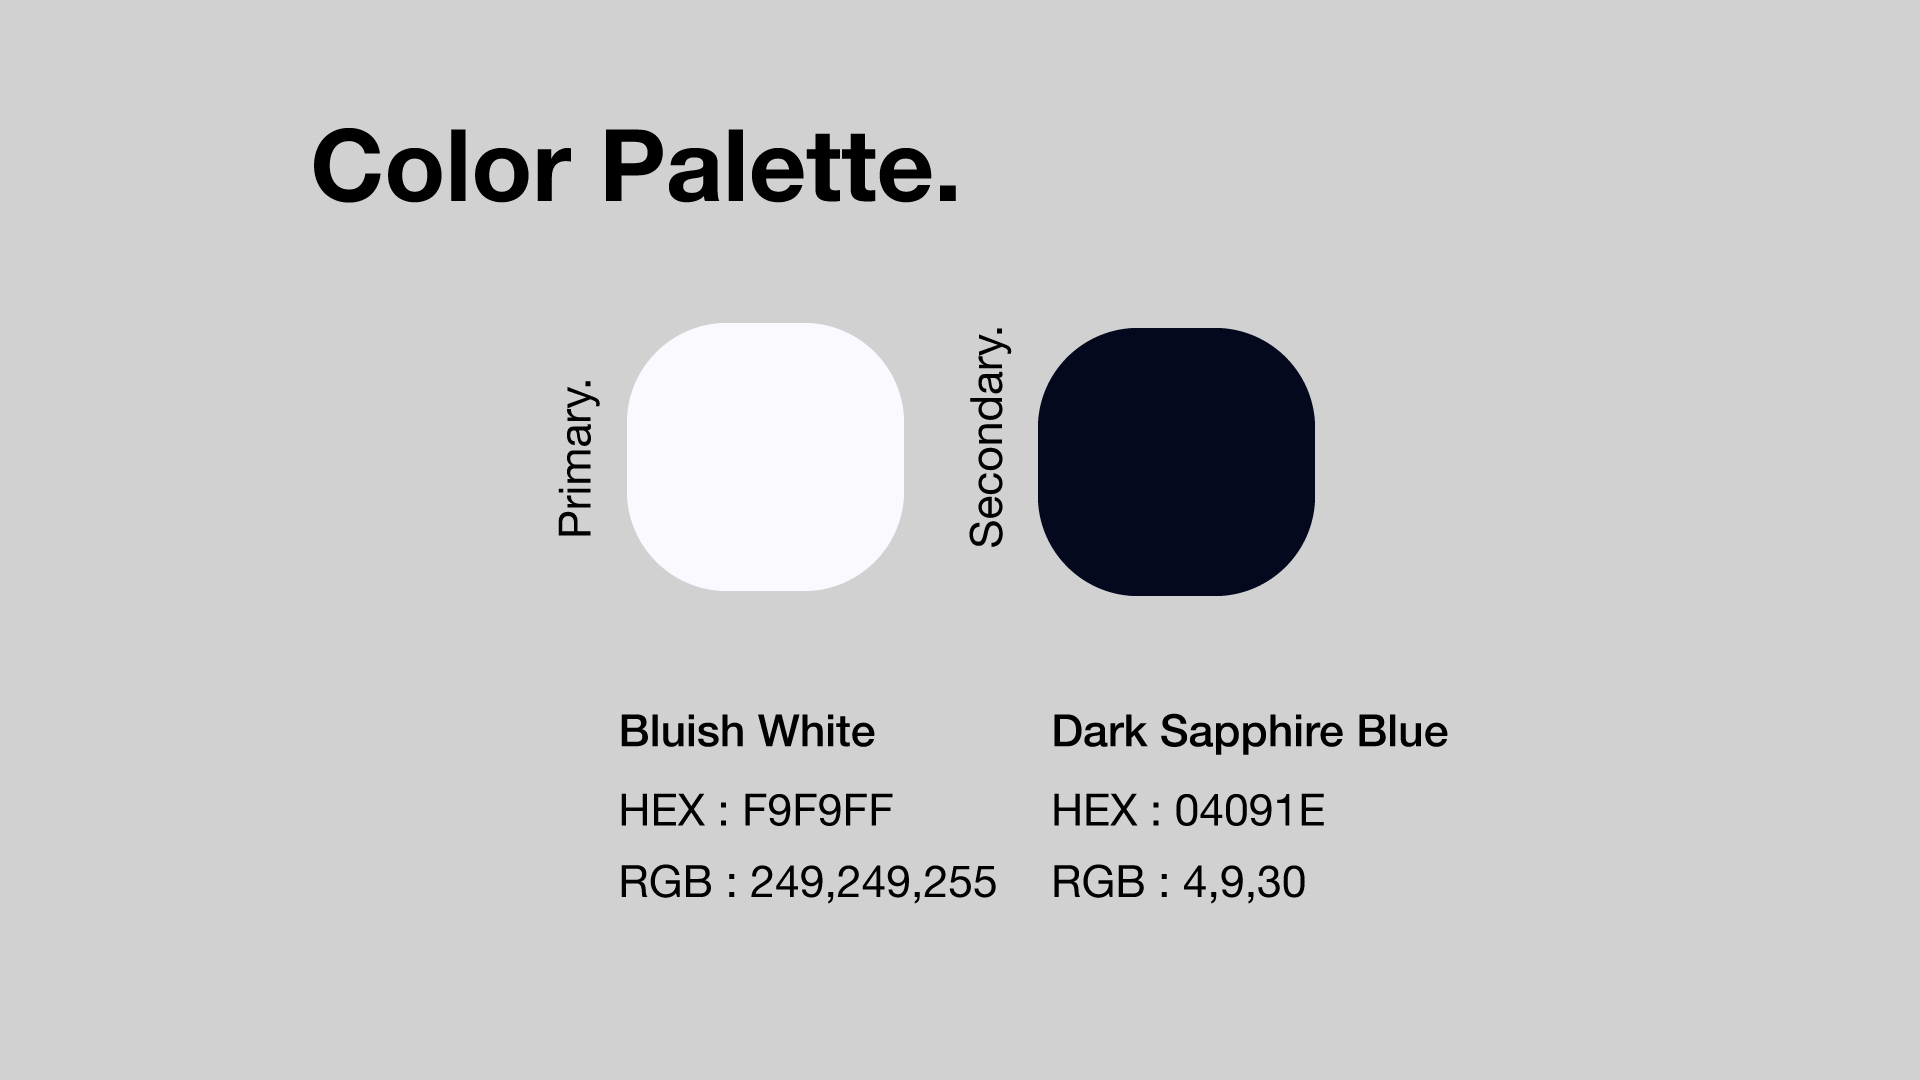 Color Palette.
Primary.
Secondary.
Bluish White
HEX : F9F9FF
RGB : 249,249,255
Dark Sapphire Blue
HEX : 04091E
RGB : 4,9,30